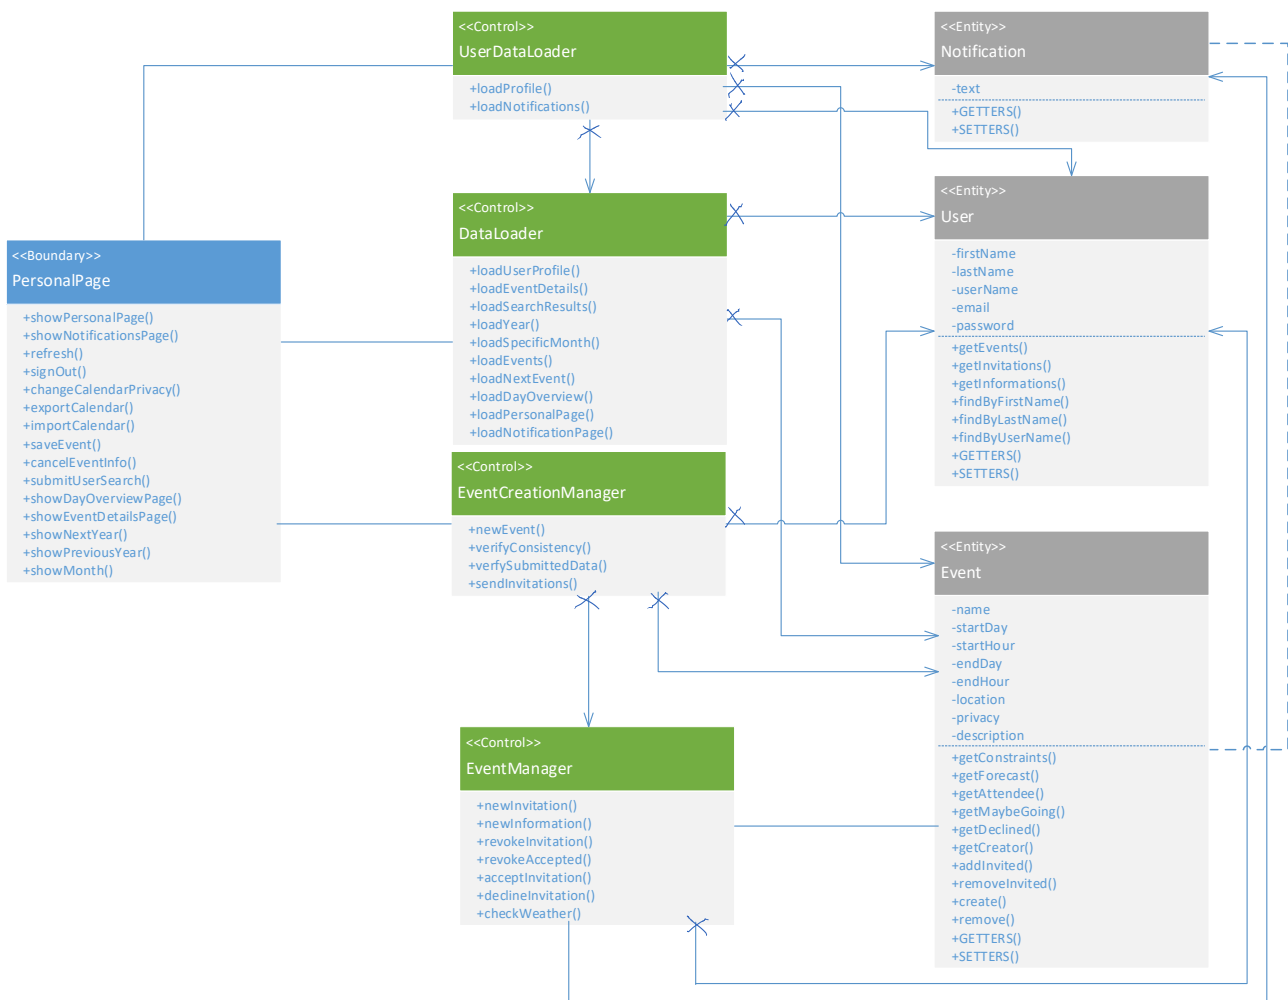 <<Control>>
UserDataLoader
+loadProfile()
+loadNotifications()
<<Entity>>
Notification
-text
+GETTERS()
+SETTERS()
<<Control>>
DataLoader
+loadUserProfile()
+loadEventDetails()
+loadSearchResults()
+loadYear()
+loadSpecificMonth()
+loadEvents()
+loadNextEvent()
+loadDayOverview()
+loadPersonalPage()
+loadNotificationPage()
<<Entity>>
User
-firstName
-lastName
-userName
-email
-password
+getEvents()
+getInvitations()
+getInformations()
+findByFirstName()
+findByLastName()
+findByUserName()
+GETTERS()
+SETTERS()
<<Boundary>>
PersonalPage
+showPersonalPage()
+showNotificationsPage()
+refresh()
+signOut()
+changeCalendarPrivacy()
+exportCalendar()
+importCalendar()
+saveEvent()
+cancelEventInfo()
+submitUserSearch()
+showDayOverviewPage()
+showEventDetailsPage()
+showNextYear()
+showPreviousYear()
+showMonth()
<<Control>>
EventCreationManager
+newEvent()
+verifyConsistency()
+verfySubmittedData()
+sendInvitations()
<<Entity>>
Event
-name
-startDay
-startHour
-endDay
-endHour
-location
-privacy
-description
+getConstraints()
+getForecast()
+getAttendee()
+getMaybeGoing()
+getDeclined()
+getCreator()
+addInvited()
+removeInvited()
+create()
+remove()
+GETTERS()
+SETTERS()
<<Control>>
EventManager
+newInvitation()
+newInformation()
+revokeInvitation()
+revokeAccepted()
+acceptInvitation()
+declineInvitation()
+checkWeather()